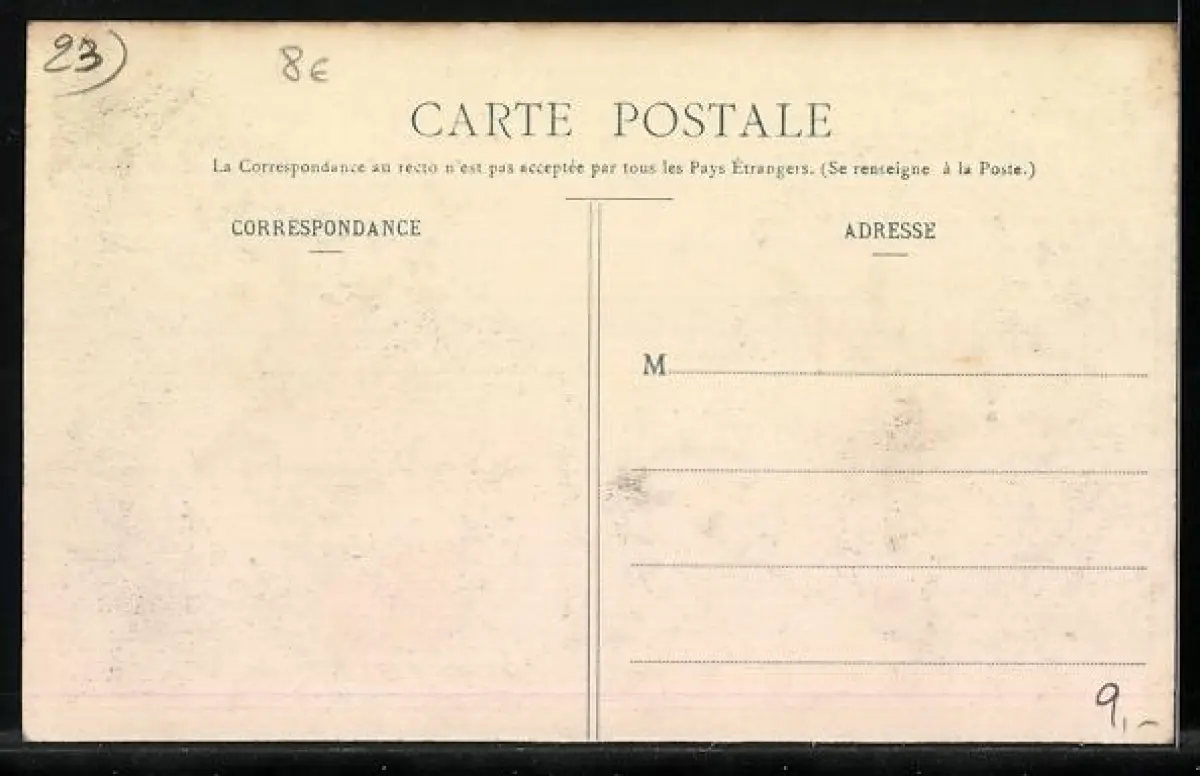 23)
8€
CARTE POSTALE
La Correspondance au recto n'est pas acceptée par tous les Pays Étrangers. (Se renseigne à la Poste.)
CORRESPONDANCE
ADRESSE
M
9,-